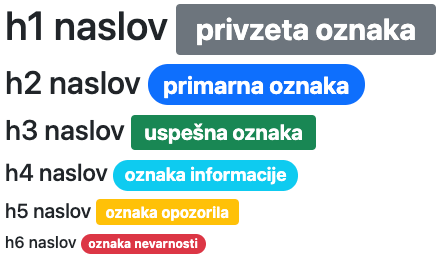 h1 naslov privzeta oznaka
h2 naslov primarna oznaka
h3 naslov uspešna oznaka
h4 naslov oznaka informacije
h5 naslov oznaka opozorila
h6 naslov oznaka nevarnosti